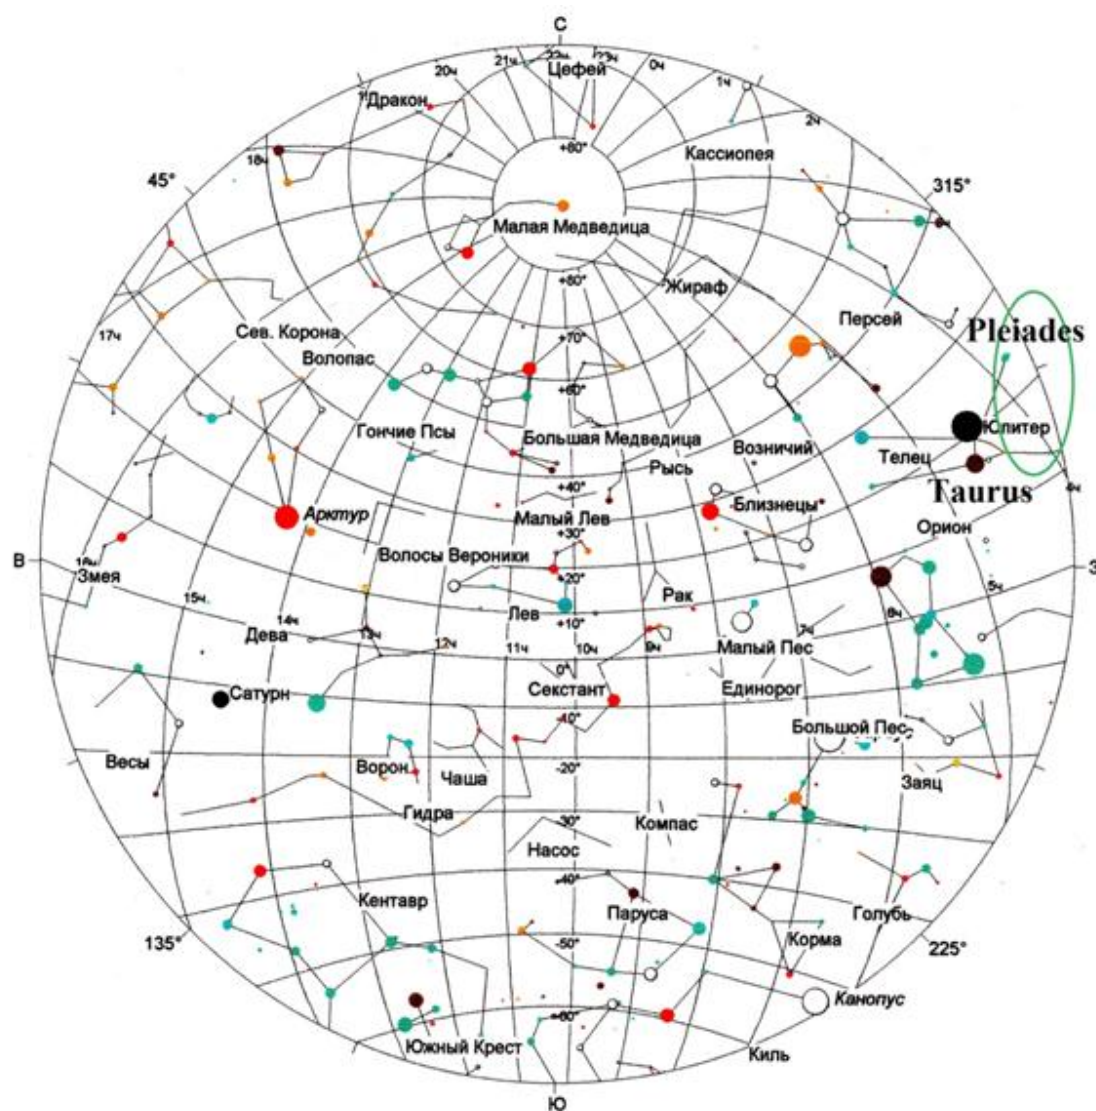 С
20ч
21ч
22ч
23ч
0ч
1ч
2ч
Цефей
Дракон
18ч
+80°
Кассиопея
45°
315°
Малая Медведица
+80°
Жираф
17ч
Сев. Корона
Волопас
+70°
Персей
Pleiades
+60°
Гончие Псы
Большая Медведица
Возничий
Юпитер
Рысь
Телец
+40°
Taurus
4ч
Арктур
Малый Лев
Близнецы
+30°
Орион
Волосы Вероники
В
З
Змея
+20°
5ч
15ч
Лев
Рак
6ч
14ч
+10°
7ч
Дева
13ч
12ч
11ч
10ч
9ч
Малый Пес
0°
Сатурн
Секстант
Единорог
-10°
Большой Пес
Весы
Ворон
Чаша
-20°
Заяц
Гидра
-30°
Компас
Насос
-40°
Кентавр
Паруса
Голубь
135°
-50°
Корма
225°
Канопус
-60°
Южный Крест
Киль
Ю